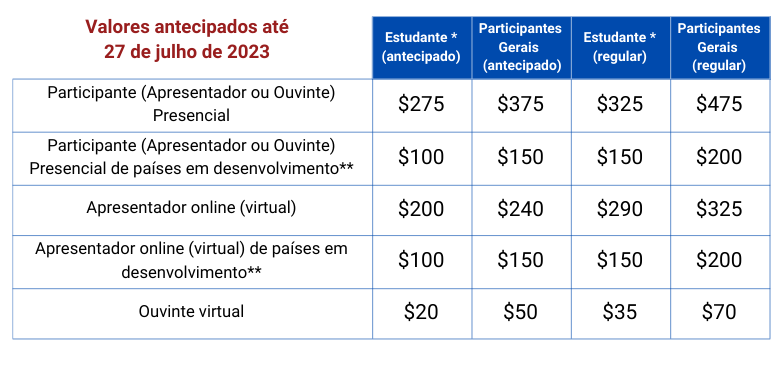 Valores antecipados até
27 de julho de 2023
Estudante *
(antecipado)
Participantes
Gerais
(antecipado)
Estudante *
(regular)
Participantes
Gerais
(regular)
Participante (Apresentador ou Ouvinte)
Presencial
$275
$375
$325
$475
Participante (Apresentador ou Ouvinte)
Presencial de países em desenvolvimento**
$100
$150
$150
$200
Apresentador online (virtual)
$200
$240
$290
$325
Apresentador online (virtual) de países em
desenvolvimento**
$100
$150
$150
$200
Ouvinte virtual
$20
$50
$35
$70